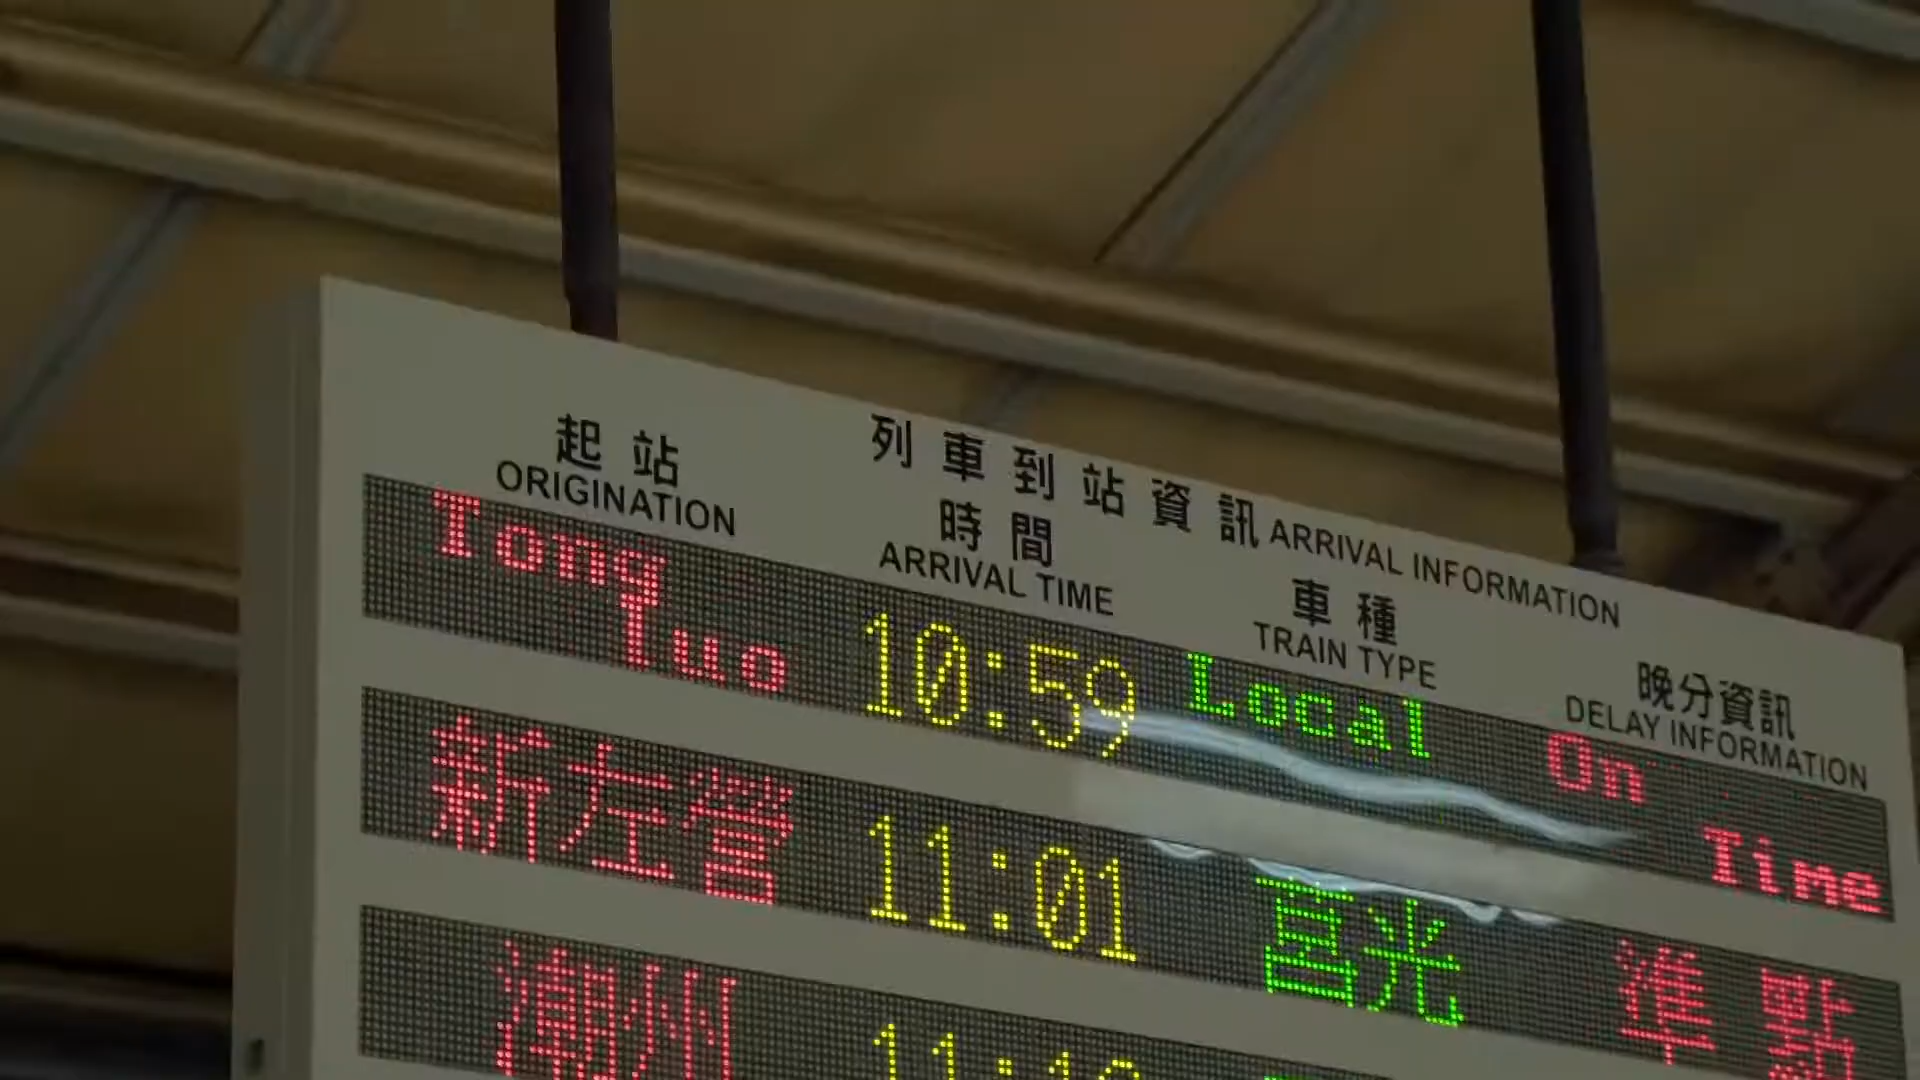 列車到站資訊 ARRIVAL INFORMATION
起站 時間 車種 晚分資訊
ORIGINATION ARRIVAL TIME TRAIN TYPE DELAY INFORMATION
Tong Luo 10:59 Local On Time
新左營 11:01 莒光 準點
潮州